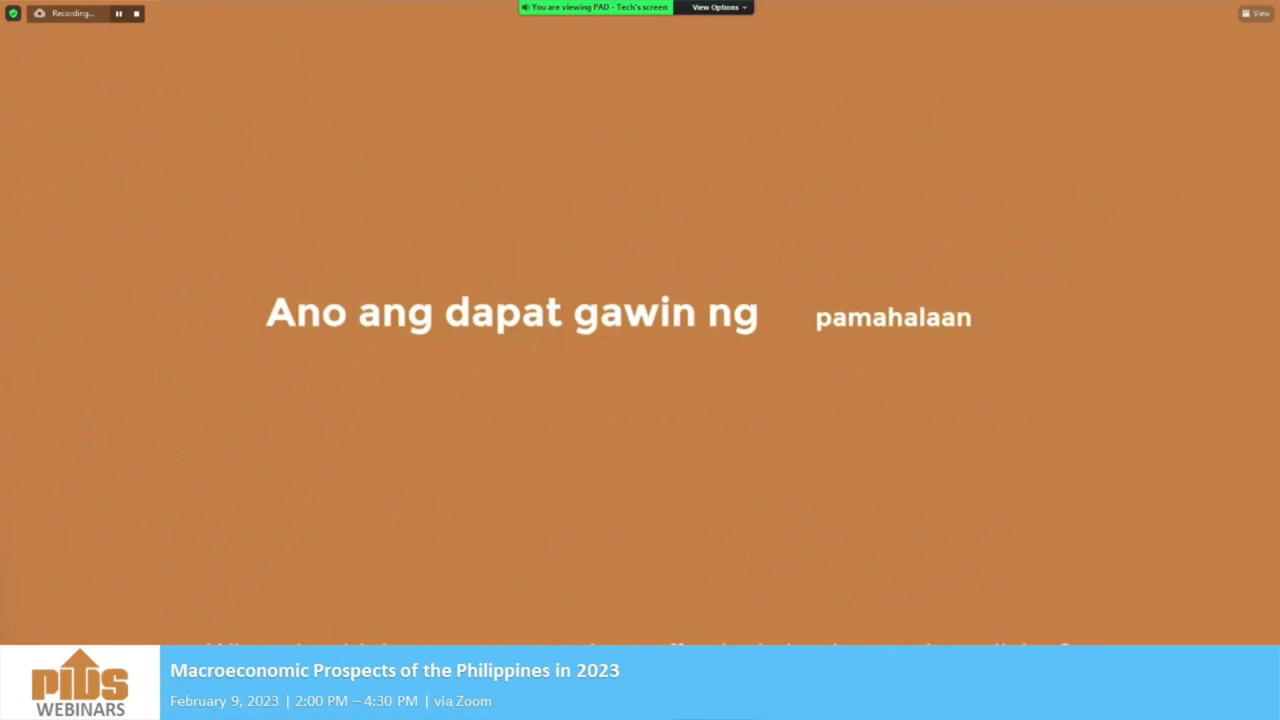 Recording...
You are viewing PAD - Tech's screen
View Options
View
Ano ang dapat gawin ng pamahalaan
PIDS
WEBINARS
Macroeconomic Prospects of the Philippines in 2023
February 9, 2023 | 2:00 PM – 4:30 PM | via Zoom